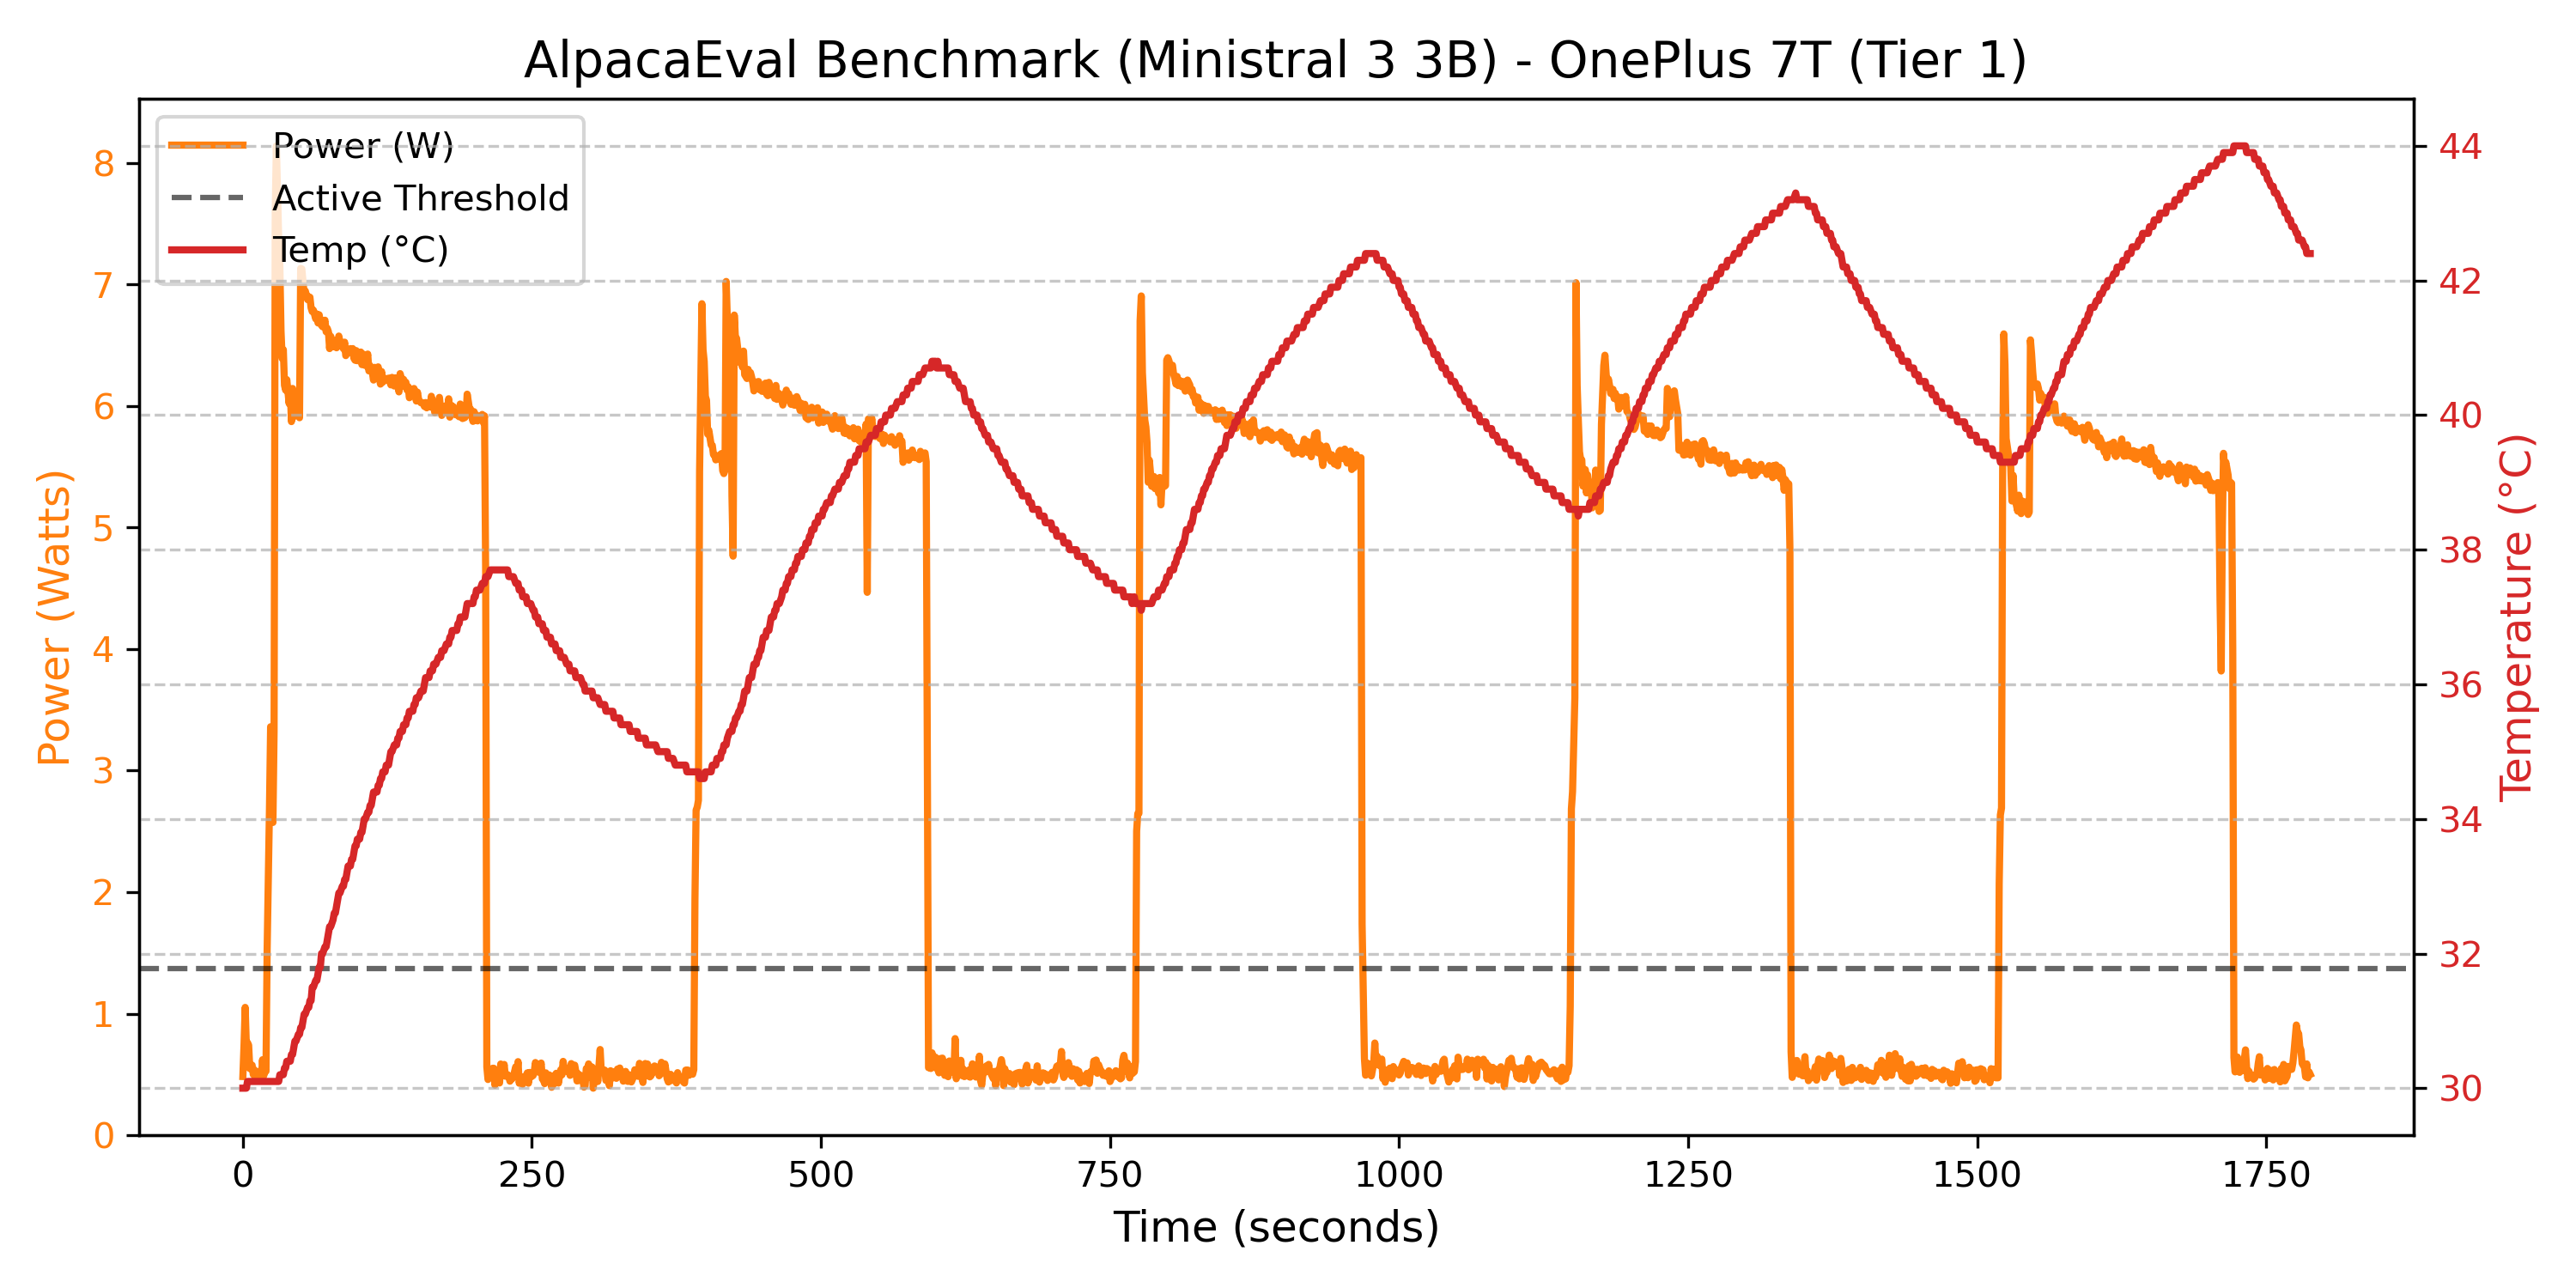 AlpacaEval Benchmark (Ministral 3 3B) - OnePlus 7T (Tier 1)
Power (W)
Active Threshold
Temp (°C)
Power (Watts)
8
7
6
5
4
3
2
1
0
44
42
40
38
36
34
32
30
Temperature (°C)
0 250 500 750 1000 1250 1500 1750
Time (seconds)